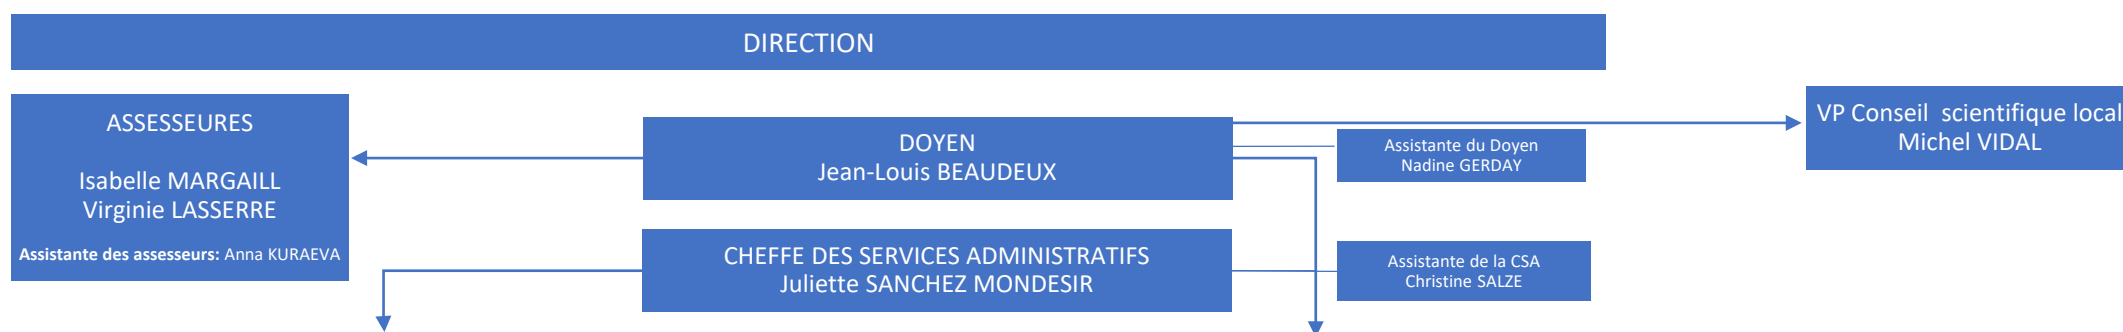 DIRECTION
ASSESSEURES
Isabelle MARGAILL
Virginie LASSERRE
Assistante des assesseurs: Anna KURAEVA
DOYEN
Jean-Louis BEAUDEUX
Assistante du Doyen
Nadine GERDAY
VP Conseil scientifique local
Michel VIDAL
CHEFFE DES SERVICES ADMINISTRATIFS
Juliette SANCHEZ MONDESIR
Assistante de la CSA
Christine SALZE